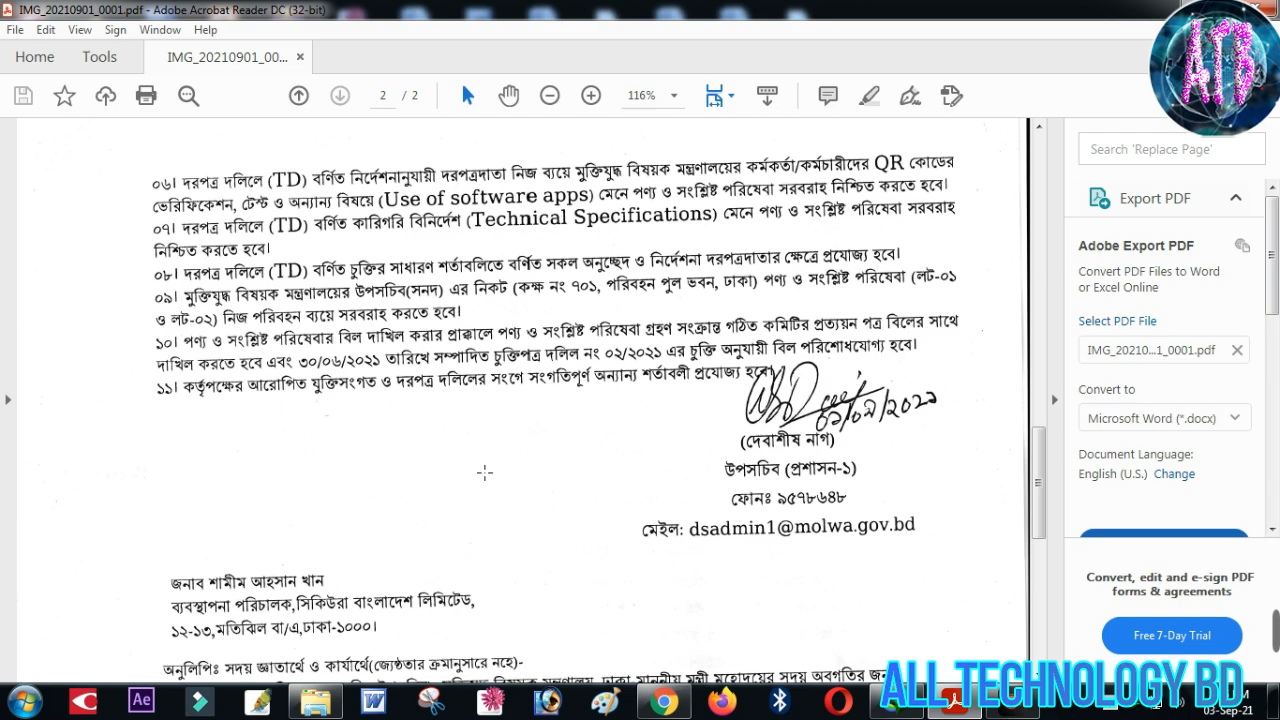 IMG_20210901_0001.pdf - Adobe Acrobat Reader DC (32-bit)
File Edit View Sign Window Help
Home Tools IMG_20210901_00... ×
2 / 2 116%
Search 'Replace Page'
Export PDF
Adobe Export PDF
Convert PDF Files to Word
or Excel Online
Select PDF File
IMG_20210...1_0001.pdf
Convert to
Microsoft Word (*.docx)
Document Language:
English (U.S.) Change
Convert, edit and e-sign PDF
forms & agreements
Free 7-Day Trial
০৬। দরপত্র দলিলে (TD) বর্ণিত নির্দেশনানুযায়ী দরপত্রদাতা নিজ ব্যয়ে মুক্তিযুদ্ধ বিষয়ক মন্ত্রণালয়ের কর্মকর্তা/কর্মচারীদের QR কোডের
ভেরিফিকেশন, টেস্ট ও অন্যান্য বিষয়ে (Use of software apps) মেনে পণ্য ও সংশ্লিষ্ট পরিষেবা সরবরাহ নিশ্চিত করতে হবে।
০৭। দরপত্র দলিলে (TD) বর্ণিত কারিগরি বিনির্দেশ (Technical Specifications) মেনে পণ্য ও সংশ্লিষ্ট পরিষেবা সরবরাহ
নিশ্চিত করতে হবে।
০৮। দরপত্র দলিলে (TD) বর্ণিত চুক্তির সাধারণ শর্তাবলিতে বর্ণিত সকল অনুচ্ছেদ ও নির্দেশনা দরপত্রদাতার ক্ষেত্রে প্রযোজ্য হবে।
০৯। মুক্তিযুদ্ধ বিষয়ক মন্ত্রণালয়ের উপসচিব(সনদ) এর নিকট (কক্ষ নং ৭০১, পরিবহন পুল ভবন, ঢাকা) পণ্য ও সংশ্লিষ্ট পরিষেবা (লট-০১
ও লট-০২) নিজ পরিবহন ব্যয়ে সরবরাহ করতে হবে।
১০। পণ্য ও সংশ্লিষ্ট পরিষেবার বিল দাখিল করার প্রাক্কালে পণ্য ও সংশ্লিষ্ট পরিষেবা গ্রহণ সংক্রান্ত গঠিত কমিটির প্রত্যয়ন পত্র বিলের সাথে
দাখিল করতে হবে এবং ৩০/০৬/২০২১ তারিখে সম্পাদিত চুক্তিপত্র দলিল নং ০২/২০২১ এর চুক্তি অনুযায়ী বিল পরিশোধযোগ্য হবে।
১১। কর্তৃপক্ষের আরোপিত যুক্তিসংগত ও দরপত্র দলিলের সংগে সংগতিপূর্ণ অন্যান্য শর্তাবলী প্রযোজ্য হবে।
০১/০৯/২০২১
(দেবাশীষ নাগ)
উপসচিব (প্রশাসন-১)
ফোনঃ ৯৫৭৮৬৪৮
মেইল: dsadmin1@molwa.gov.bd
জনাব শামীম আহসান খান
ব্যবস্থাপনা পরিচালক,সিকিউরা বাংলাদেশ লিমিটেড,
১২-১৩,মতিঝিল বা/এ,ঢাকা-১০০০।
অনুলিপিঃ সদয় জ্ঞাতার্থে ও কার্যার্থে(জ্যেষ্ঠতার ক্রমানুসারে নহে)-
ঢাকা মাননীয় মন্ত্রী মহোদয়ের সদয় অবগতির
ALL TECHNOLOGY BD
03-Sep-21